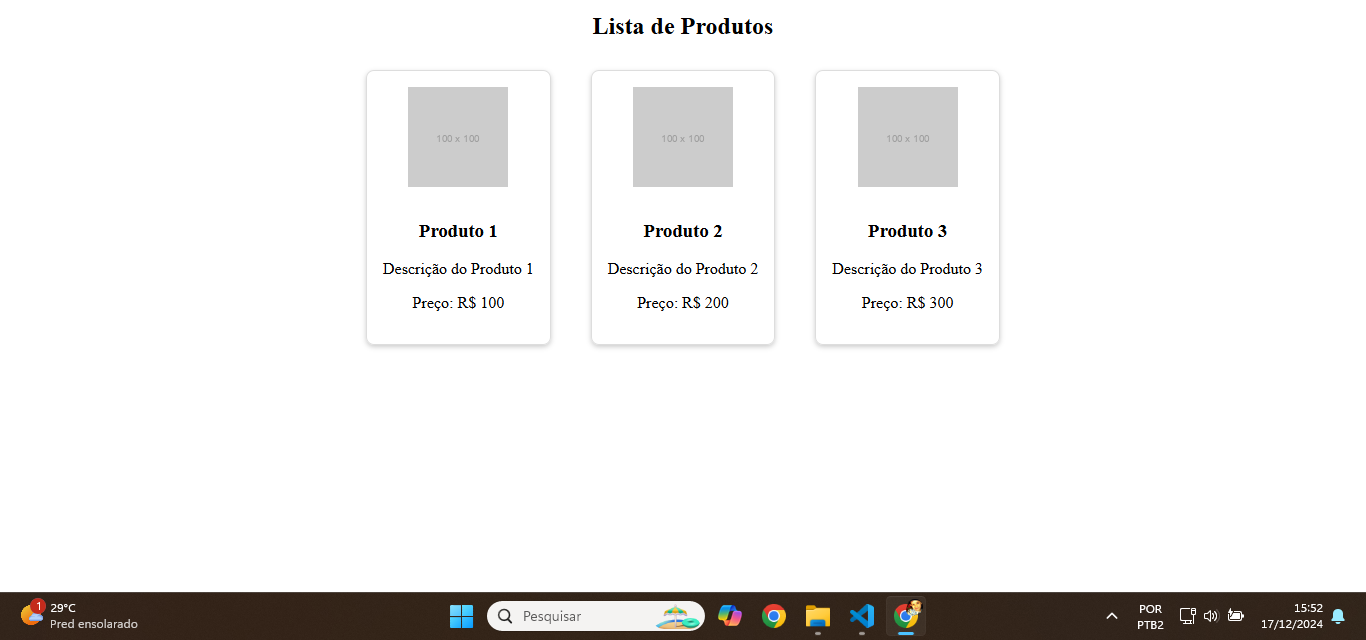 Lista de Produtos
100 x 100
100 x 100
100 x 100
Produto 1
Produto 2
Produto 3
Descrição do Produto 1
Descrição do Produto 2
Descrição do Produto 3
Preço: R$ 100
Preço: R$ 200
Preço: R$ 300
1
29°C
Pred ensolarado
Pesquisar
POR
PTB2
15:52
17/12/2024